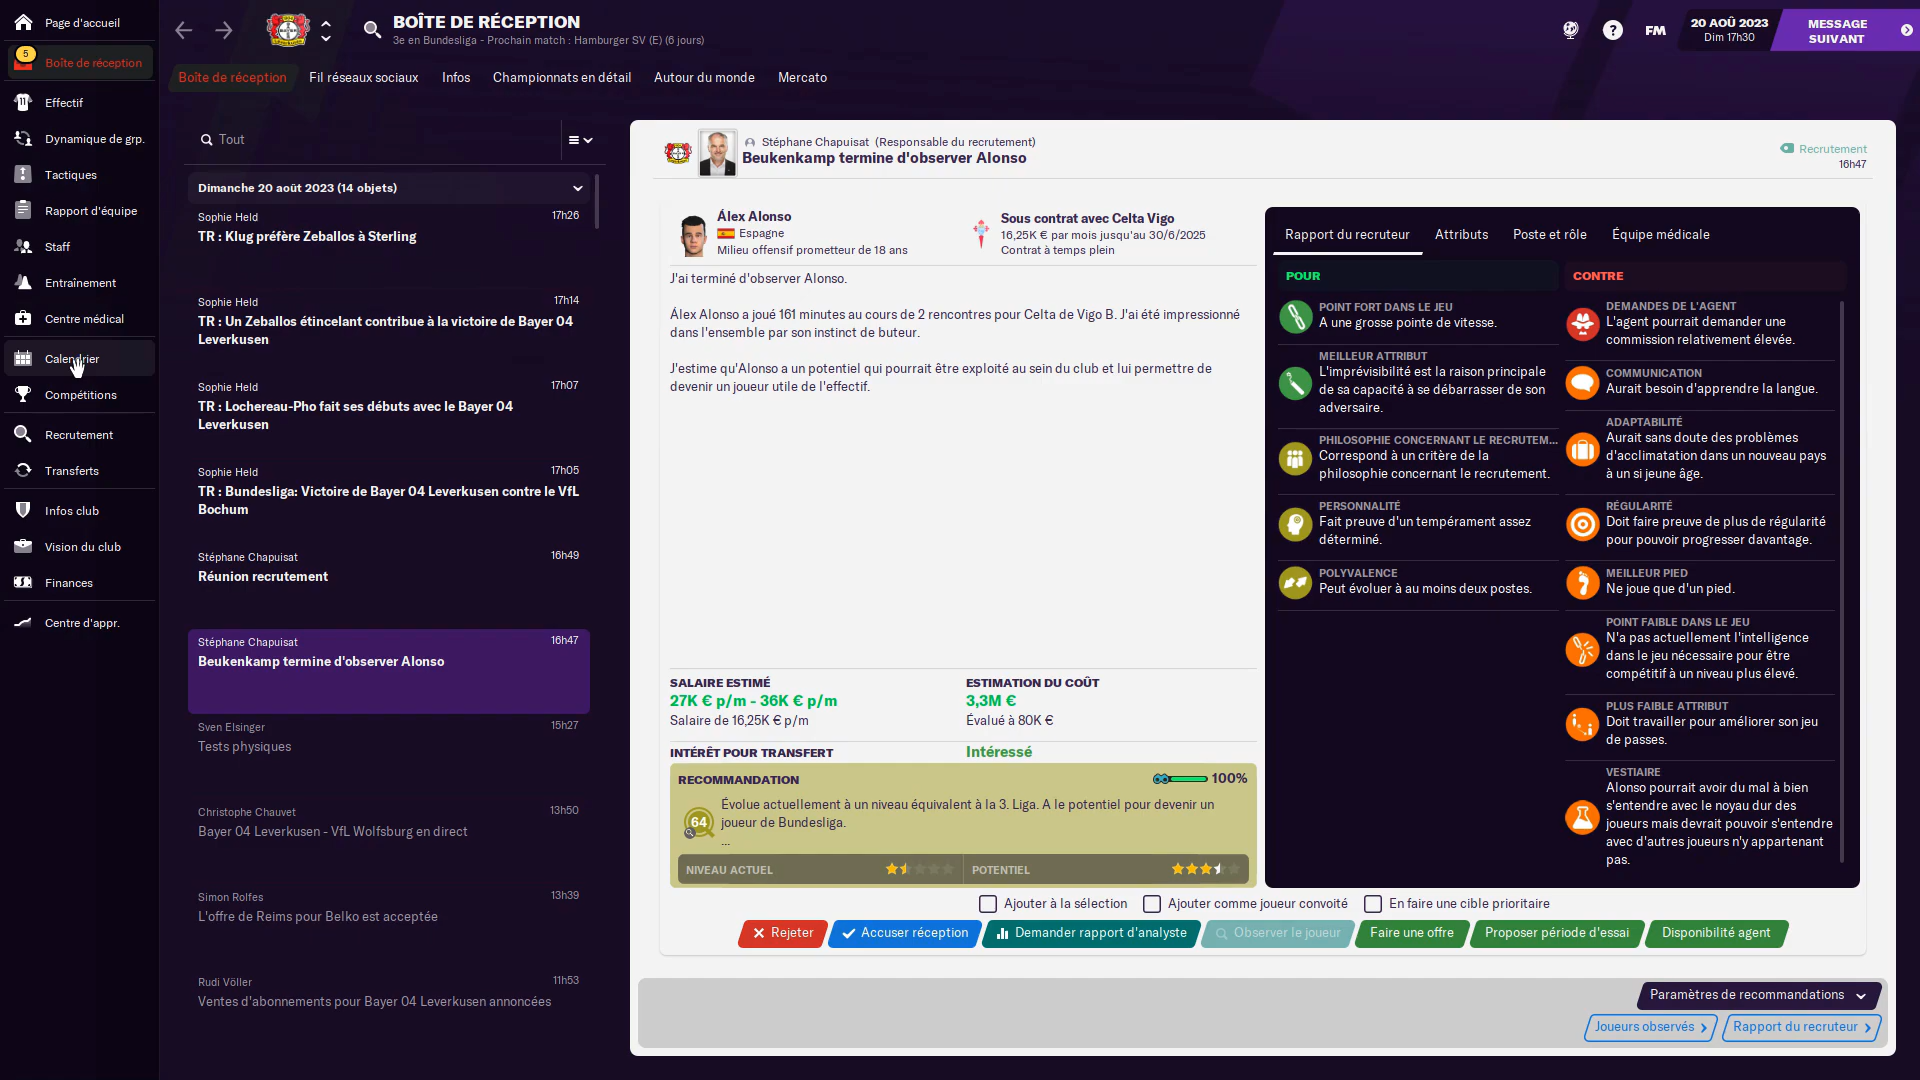 Page d'accueil
5
Boîte de réception
Effectif
Dynamique de grp.
Tactiques
Rapport d'équipe
Staff
Entraînement
Centre médical
Calendrier
Compétitions
Recrutement
Transferts
Infos club
Vision du club
Finances
Centre d'appr.
BOÎTE DE RÉCEPTION
3e en Bundesliga - Prochain match : Hamburger SV (E) (6 jours)
FM
20 AOÛ 2023
Dim 17h30
MESSAGE
SUIVANT
Boîte de réception
Fil réseaux sociaux
Infos
Championnats en détail
Autour du monde
Mercato
Tout
Dimanche 20 août 2023 (14 objets)
Sophie Held
17h26
TR : Klug préfère Zeballos à Sterling
Sophie Held
17h14
TR : Un Zeballos étincelant contribue à la victoire de Bayer 04
Leverkusen
Sophie Held
17h07
TR : Lochereau-Pho fait ses débuts avec le Bayer 04
Leverkusen
Sophie Held
17h05
TR : Bundesliga: Victoire de Bayer 04 Leverkusen contre le VfL
Bochum
Stéphane Chapuisat
16h49
Réunion recrutement
Stéphane Chapuisat
16h47
Beukenkamp termine d'observer Alonso
Sven Elsinger
15h27
Tests physiques
Christophe Chauvet
13h50
Bayer 04 Leverkusen - VfL Wolfsburg en direct
Simon Rolfes
13h39
L'offre de Reims pour Belko est acceptée
Rudi Völler
11h53
Ventes d'abonnements pour Bayer 04 Leverkusen annoncées
Stéphane Chapuisat (Responsable du recrutement)
Beukenkamp termine d'observer Alonso
Recrutement
16h47
Álex Alonso
Espagne
Milieu offensif prometteur de 18 ans
Sous contrat avec Celta Vigo
16,25K € par mois jusqu'au 30/6/2025
Contrat à temps plein
J'ai terminé d'observer Alonso.
Álex Alonso a joué 161 minutes au cours de 2 rencontres pour Celta de Vigo B. J'ai été impressionné
dans l'ensemble par son instinct de buteur.
J'estime qu'Alonso a un potentiel qui pourrait être exploité au sein du club et lui permettre de
devenir un joueur utile de l'effectif.
SALAIRE ESTIMÉ
27K € p/m - 36K € p/m
Salaire de 16,25K € p/m
ESTIMATION DU COÛT
3,3M €
Évalué à 80K €
INTÉRÊT POUR TRANSFERT
Intéressé
RECOMMANDATION
100%
64
Évolue actuellement à un niveau équivalent à la 3. Liga. A le potentiel pour devenir un
joueur de Bundesliga.
...
NIVEAU ACTUEL
POTENTIEL
Rapport du recruteur
Attributs
Poste et rôle
Équipe médicale
POUR
POINT FORT DANS LE JEU
A une grosse pointe de vitesse.
MEILLEUR ATTRIBUT
L'imprévisibilité est la raison principale
de sa capacité à se débarrasser de son
adversaire.
PHILOSOPHIE CONCERNANT LE RECRUTEM...
Correspond à un critère de la
philosophie concernant le recrutement.
PERSONNALITÉ
Fait preuve d'un tempérament assez
déterminé.
POLYVALENCE
Peut évoluer à au moins deux postes.
CONTRE
DEMANDES DE L'AGENT
L'agent pourrait demander une
commission relativement élevée.
COMMUNICATION
Aurait besoin d'apprendre la langue.
ADAPTABILITÉ
Aurait sans doute des problèmes
d'acclimatation dans un nouveau pays
à un si jeune âge.
RÉGULARITÉ
Doit faire preuve de plus de régularité
pour pouvoir progresser davantage.
MEILLEUR PIED
Ne joue que d'un pied.
POINT FAIBLE DANS LE JEU
N'a pas actuellement l'intelligence
dans le jeu nécessaire pour être
compétitif à un niveau plus élevé.
PLUS FAIBLE ATTRIBUT
Doit travailler pour améliorer son jeu
de passes.
VESTIAIRE
Alonso pourrait avoir du mal à bien
s'entendre avec le noyau dur des
joueurs mais devrait pouvoir s'entendre
avec d'autres joueurs n'y appartenant
pas.
Ajouter à la sélection
Ajouter comme joueur convoité
En faire une cible prioritaire
Rejeter
Accuser réception
Demander rapport d'analyste
Observer le joueur
Faire une offre
Proposer période d'essai
Disponibilité agent
Paramètres de recommandations
Joueurs observés
Rapport du recruteur